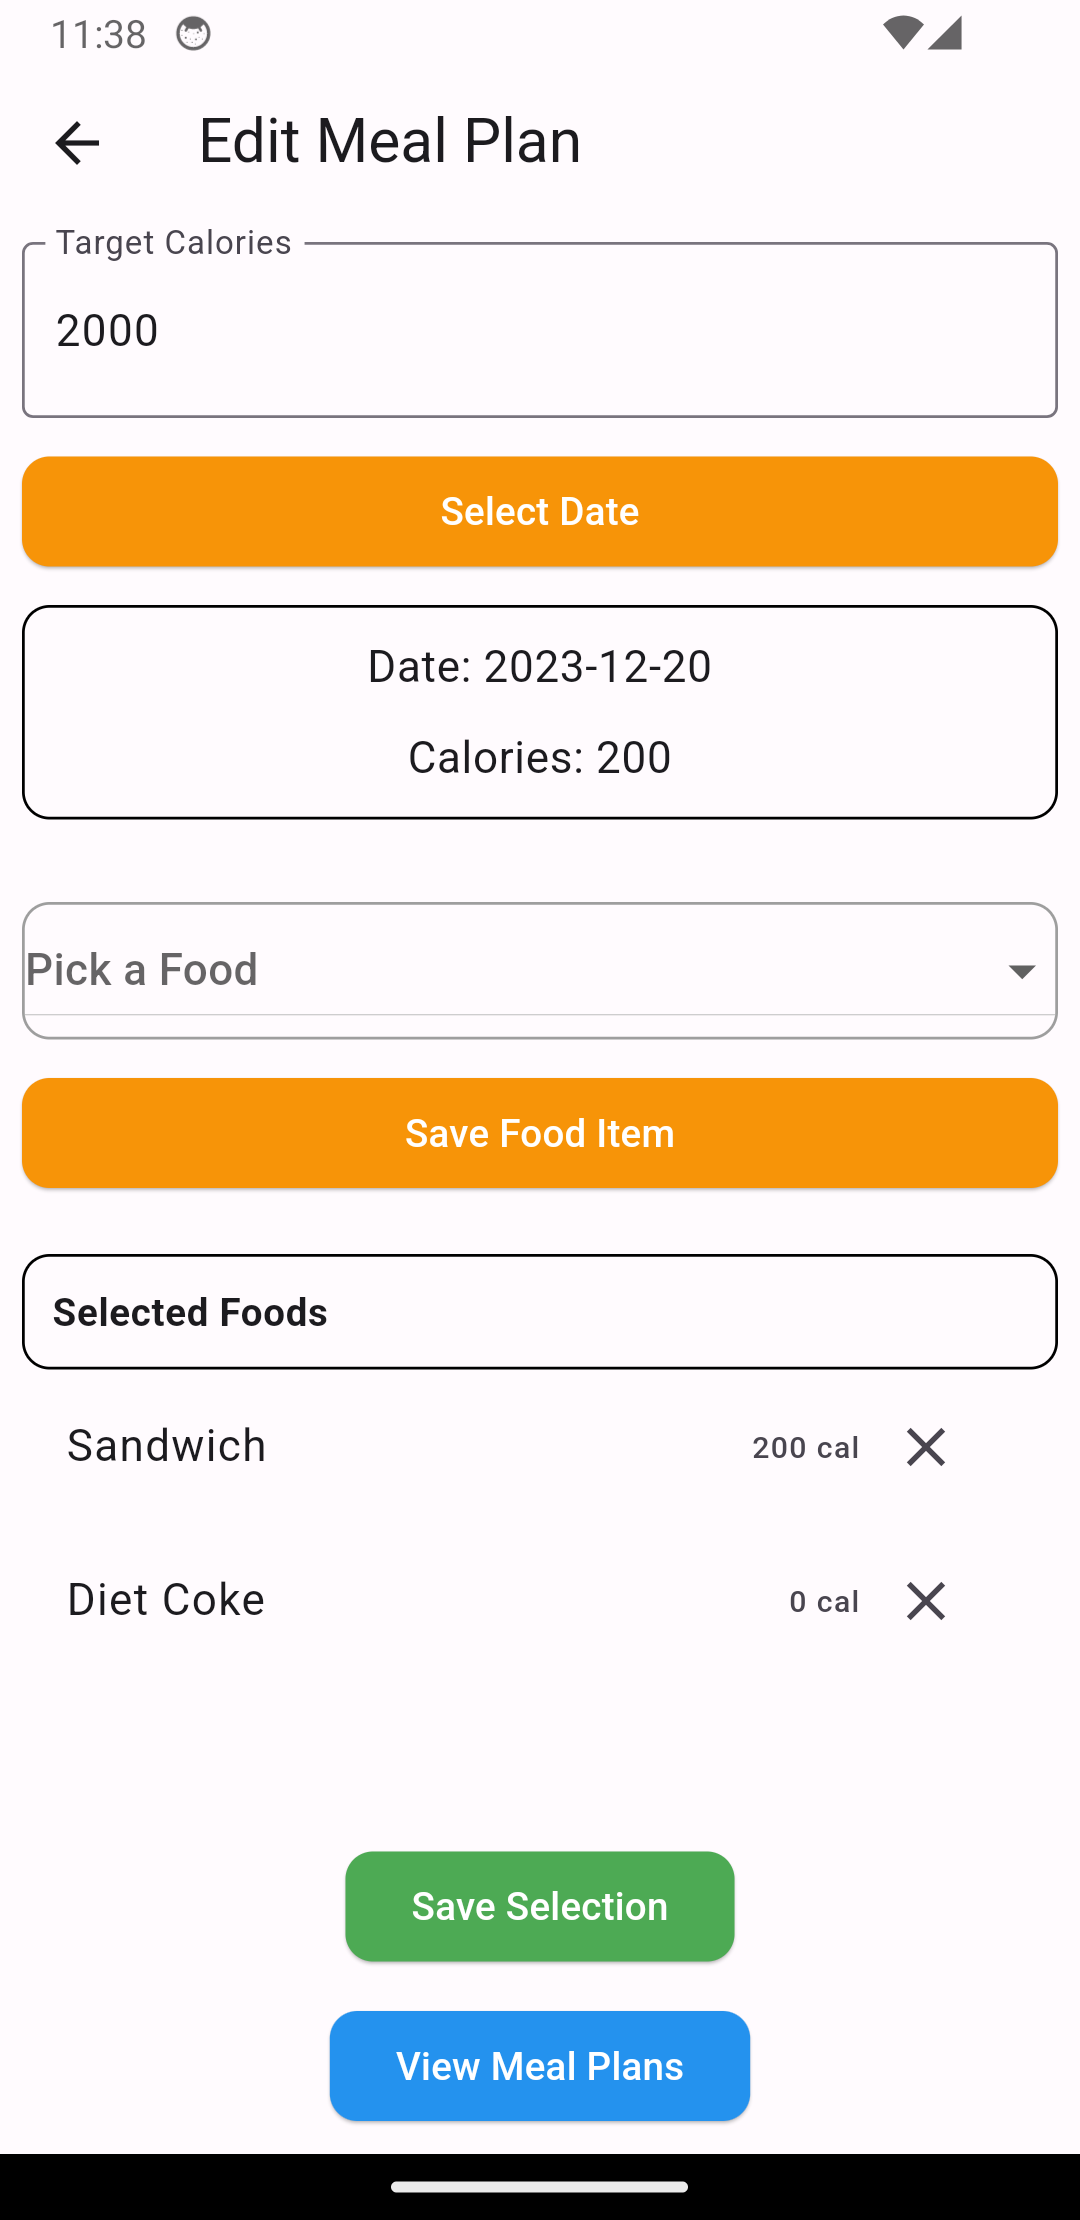 11:38
Edit Meal Plan
Target Calories
2000
Select Date
Date: 2023-12-20
Calories: 200
Pick a Food
Save Food Item
Selected Foods
Sandwich 200 cal
Diet Coke 0 cal
Save Selection
View Meal Plans